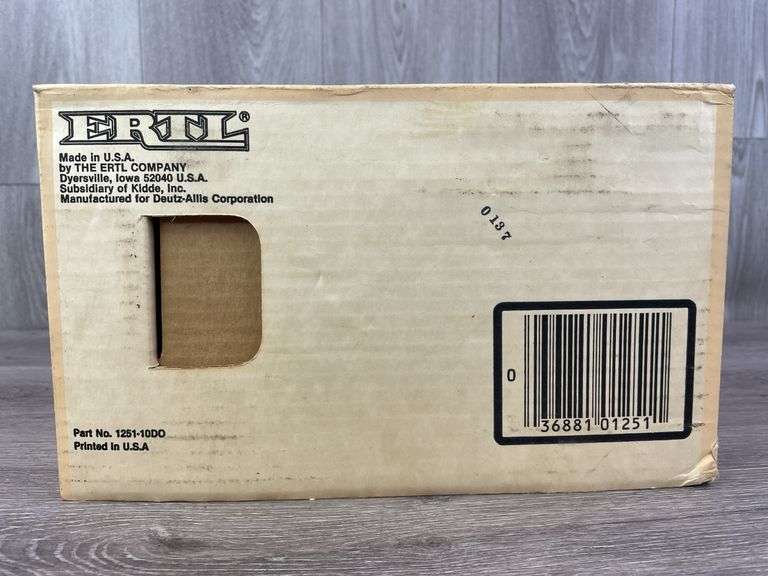 ERTL®
Made in U.S.A.
by THE ERTL COMPANY
Dyersville, Iowa 52040 U.S.A.
Subsidiary of Kidde, Inc.
Manufactured for Deutz-Allis Corporation
0137
0
36881 01251
Part No. 1251-10DO
Printed in U.S.A